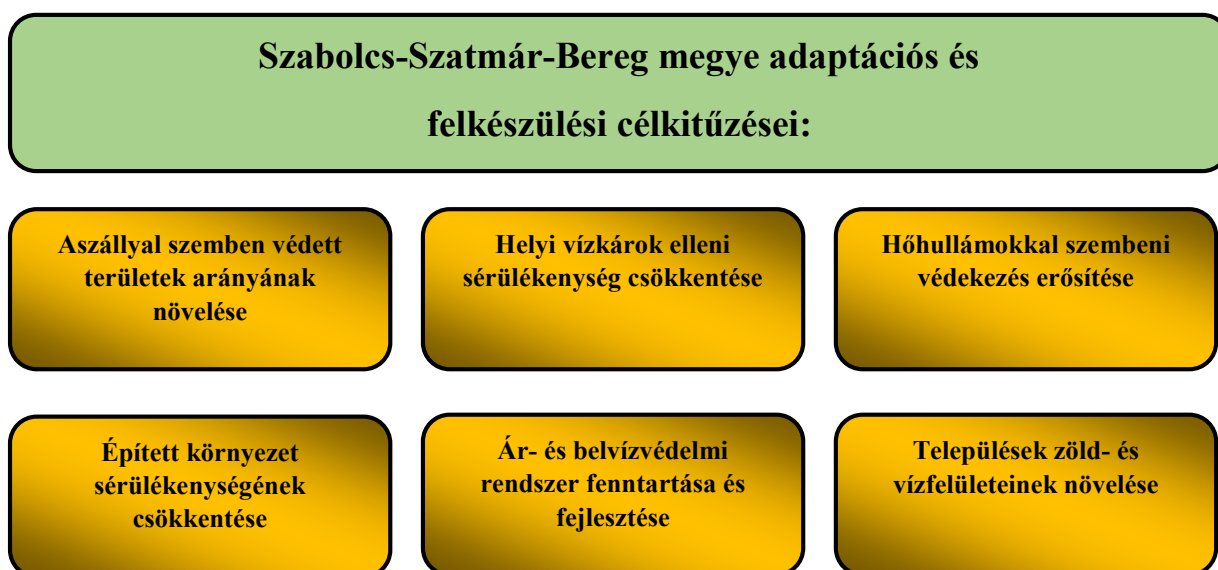 Szabolcs-Szatmár-Bereg megye adaptációs és
felkészülési célkitűzései:
Aszállyal szemben védett
területek arányának
növelése
Helyi vízkárok elleni
sérülékenység csökkentése
Hőhullámokkal szembeni
védekezés erősítése
Épített környezet
sérülékenységének
csökkentése
Ár- és belvízvédelmi
rendszer fenntartása és
fejlesztése
Települések zöld- és
vízfelületeinek növelése